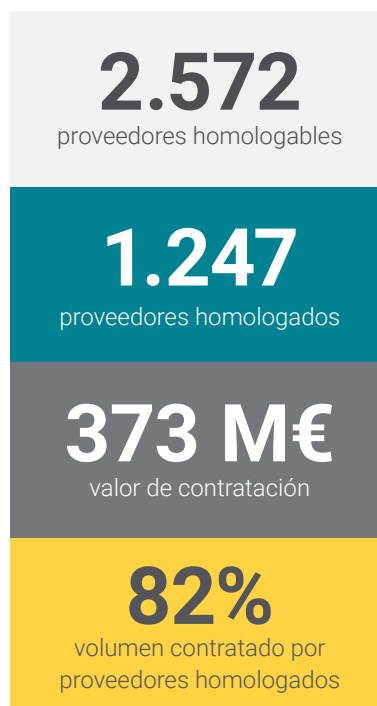 2.572
proveedores homologables
1.247
proveedores homologados
373 M€
valor de contratación
82%
volumen contratado por
proveedores homologados